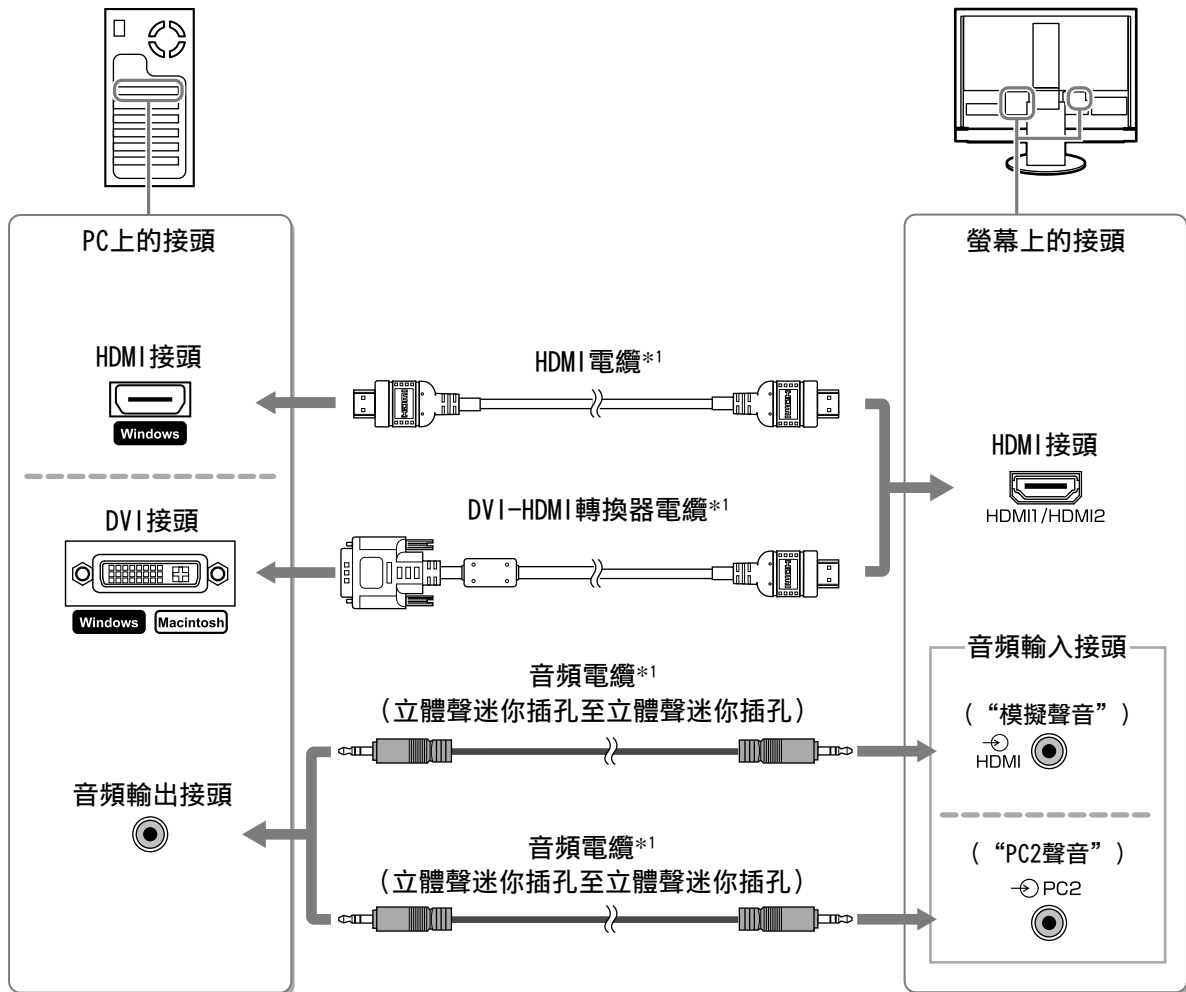 PC上的接頭
HDMI接頭
Windows
DVI接頭
Windows Macintosh
音頻輸出接頭
HDMI電纜*1
DVI-HDMI轉換器電纜*1
音頻電纜*1
(立體聲迷你插孔至立體聲迷你插孔)
音頻電纜*1
(立體聲迷你插孔至立體聲迷你插孔)
螢幕上的接頭
HDMI接頭
HDMI1/HDMI2
音頻輸入接頭
(“模擬聲音”)
HDMI
(“PC2聲音”)
PC2